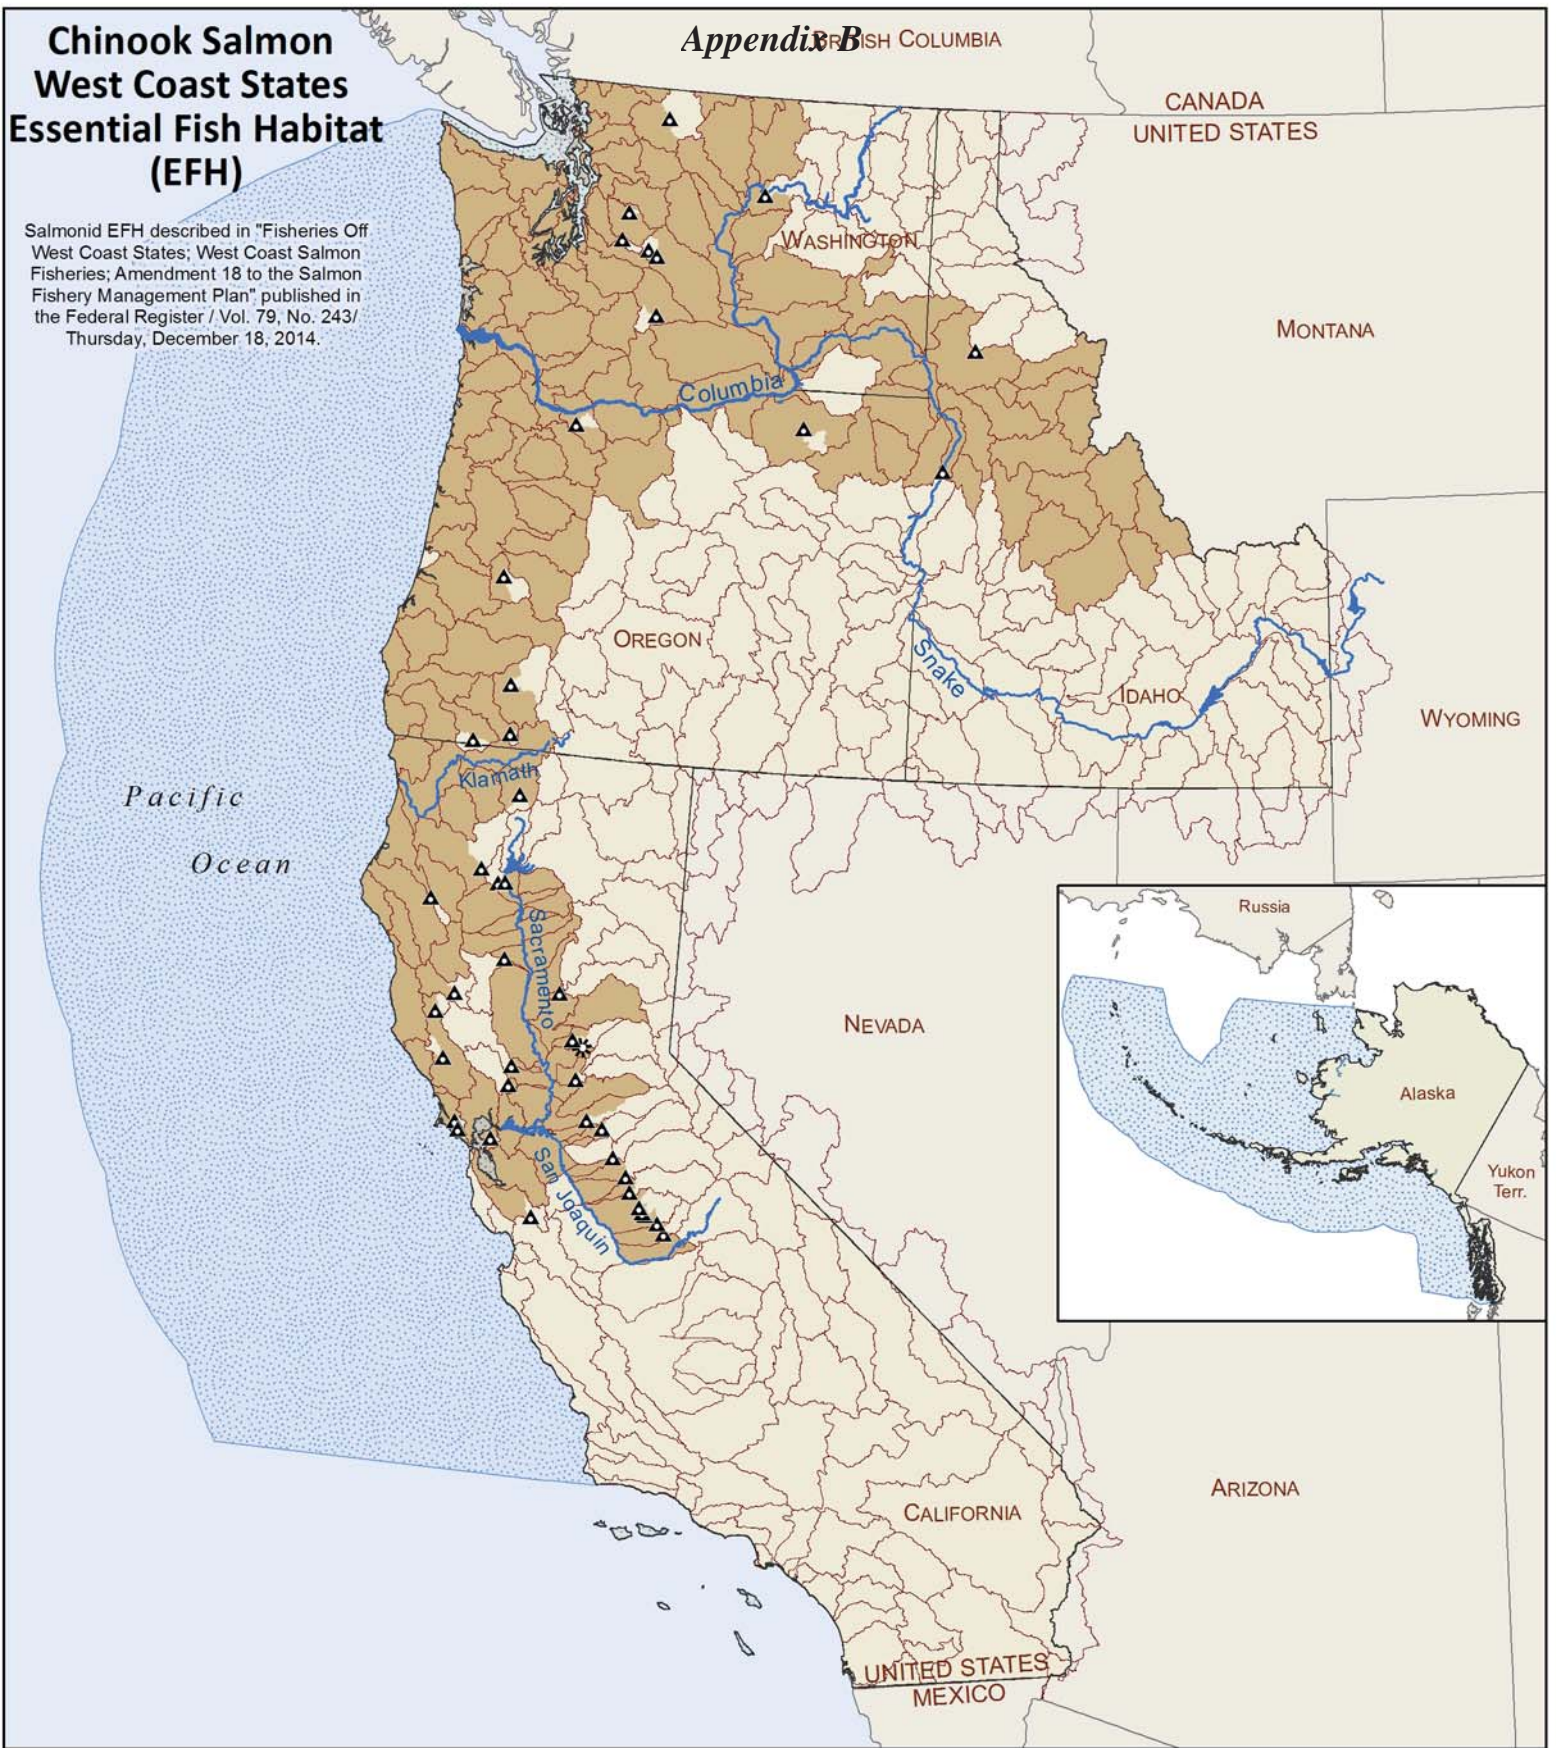 Chinook Salmon
West Coast States
Essential Fish Habitat
(EFH)
Salmonid EFH described in "Fisheries Off
West Coast States; West Coast Salmon
Fisheries; Amendment 18 to the Salmon
Fishery Management Plan" published in
the Federal Register / Vol. 79, No. 243/
Thursday, December 18, 2014.
Appendix B
BRITISH COLUMBIA
CANADA
UNITED STATES
WASHINGTON
MONTANA
Columbia
OREGON
Snake
IDAHO
WYOMING
Klamath
Pacific
Ocean
Sacramento
Russia
NEVADA
Alaska
San Joaquin
Yukon
Terr.
ARIZONA
CALIFORNIA
UNITED STATES
MEXICO